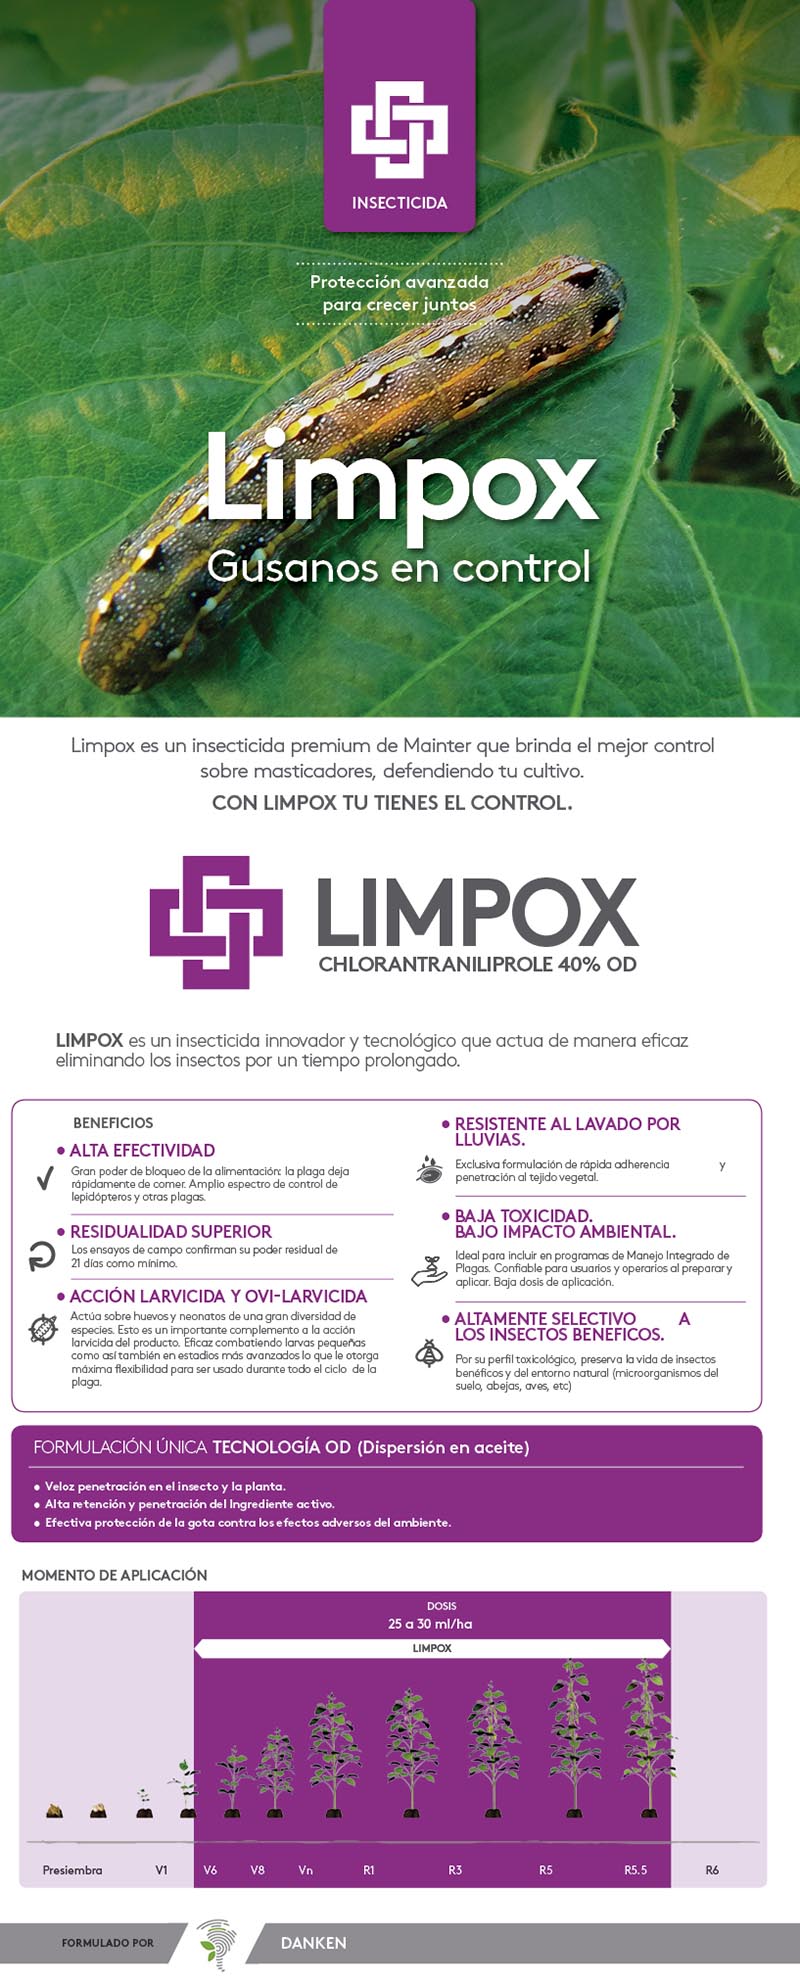 INSECTICIDA
Protección avanzada
para crecer juntos
Limpox
Gusanos en control
Limpox es un insecticida premium de Mainter que brinda el mejor control
sobre masticadores, defendiendo tu cultivo.
CON LIMPOX TU TIENES EL CONTROL.
LIMPOX
CHLORANTRANILIPROLE 40% OD
LIMPOX es un insecticida innovador y tecnológico que actua de manera eficaz
eliminando los insectos por un tiempo prolongado.
BENEFICIOS
• ALTA EFECTIVIDAD
Gran poder de bloqueo de la alimentación: la plaga deja
rápidamente de comer. Amplio espectro de control de
lepidópteros y otras plagas.
• RESIDUALIDAD SUPERIOR
Los ensayos de campo confirman su poder residual de
21 días como mínimo.
• ACCIÓN LARVICIDA Y OVI-LARVICIDA
Actúa sobre huevos y neonatos de una gran diversidad de
especies. Esto es un importante complemento a la acción
larvicida del producto. Eficaz combatiendo larvas pequeñas
como así también en estadios más avanzados lo que le otorga
máxima flexibilidad para ser usado durante todo el ciclo de la
plaga.
• RESISTENTE AL LAVADO POR
LLUVIAS.
Exclusiva formulación de rápida adherencia y
penetración al tejido vegetal.
• BAJA TOXICIDAD.
BAJO IMPACTO AMBIENTAL.
Ideal para incluir en programas de Manejo Integrado de
Plagas. Confiable para usuarios y operarios al preparar y
aplicar. Baja dosis de aplicación.
• ALTAMENTE SELECTIVO A
LOS INSECTOS BENEFICOS.
Por su perfil toxicológico, preserva la vida de insectos
benéficos y del entorno natural (microorganismos del
suelo, abejas, aves, etc)
FORMULACIÓN ÚNICA TECNOLOGÍA OD (Dispersión en aceite)
• Veloz penetración en el insecto y la planta.
• Alta retención y penetración del Ingrediente activo.
• Efectiva protección de la gota contra los efectos adversos del ambiente.
MOMENTO DE APLICACIÓN
DOSIS
25 a 30 ml/ha
LIMPOX
Presiembra V1 V6 V8 Vn R1 R3 R5 R5.5 R6
FORMULADO POR DANKEN